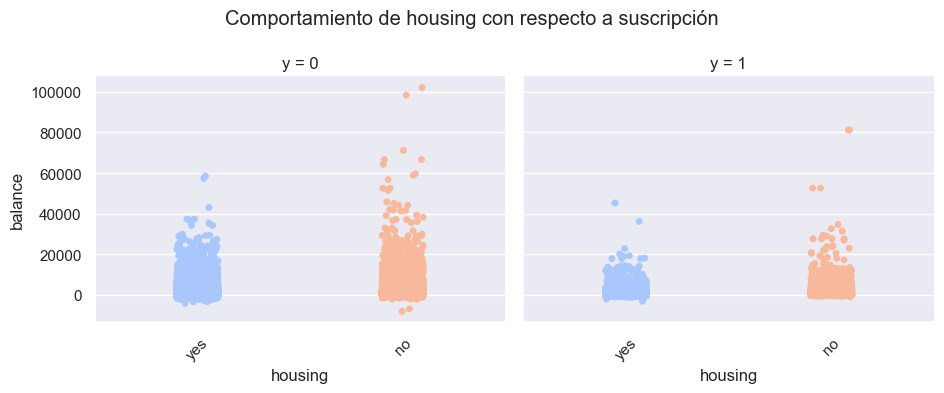 Comportamiento de housing con respecto a suscripción
y = 0
y = 1
100000
80000
60000
40000
20000
0
balance
yes
no
yes
no
housing
housing